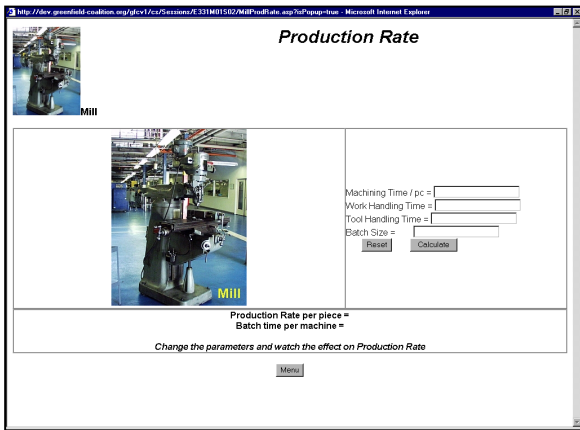 http://dev.greenfield-coalition.org/gfcv1/cs/Sessions/E331M01S02/MillProdRate.asp?isPopup=true - Microsoft Internet Explorer
Production Rate
Mill
Machining Time / pc =
Work Handling Time =
Tool Handling Time =
Batch Size =
Reset Calculate
Mill
Production Rate per piece =
Batch time per machine =
Change the parameters and watch the effect on Production Rate
Menu